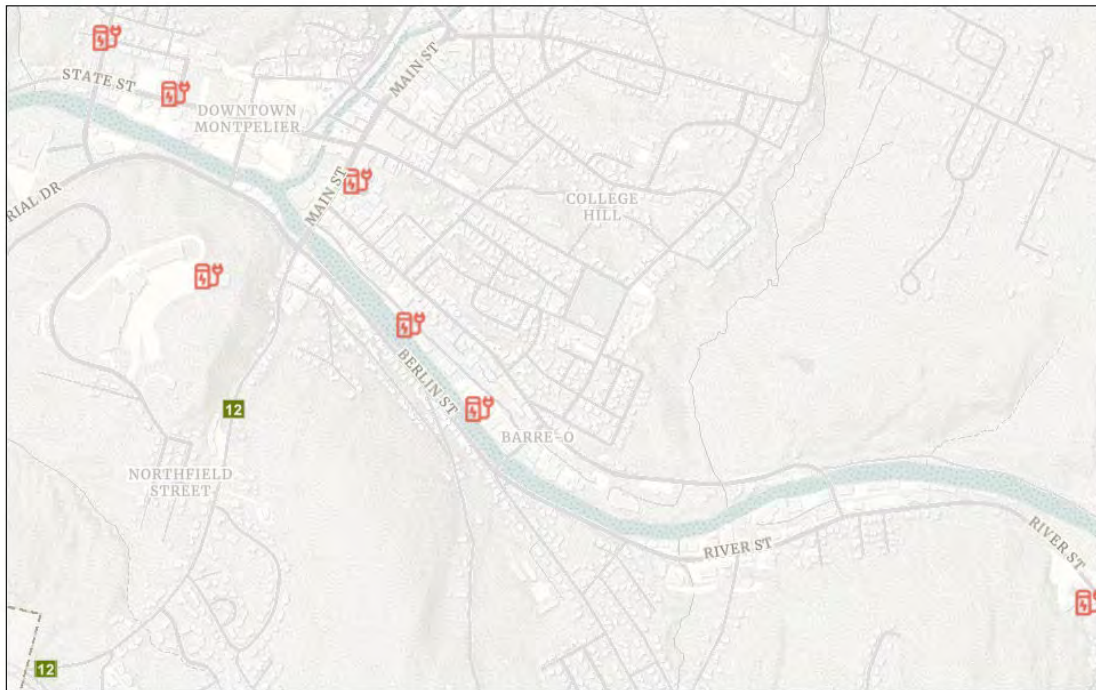 MAIN ST
STATE ST
DOWNTOWN
MONTPELIER
RIAL DR
MAIN ST
COLLEGE
HILL
BERLIN ST
12
BARRE-O
NORTHFIELD
STREET
RIVER ST
RIVER ST
12